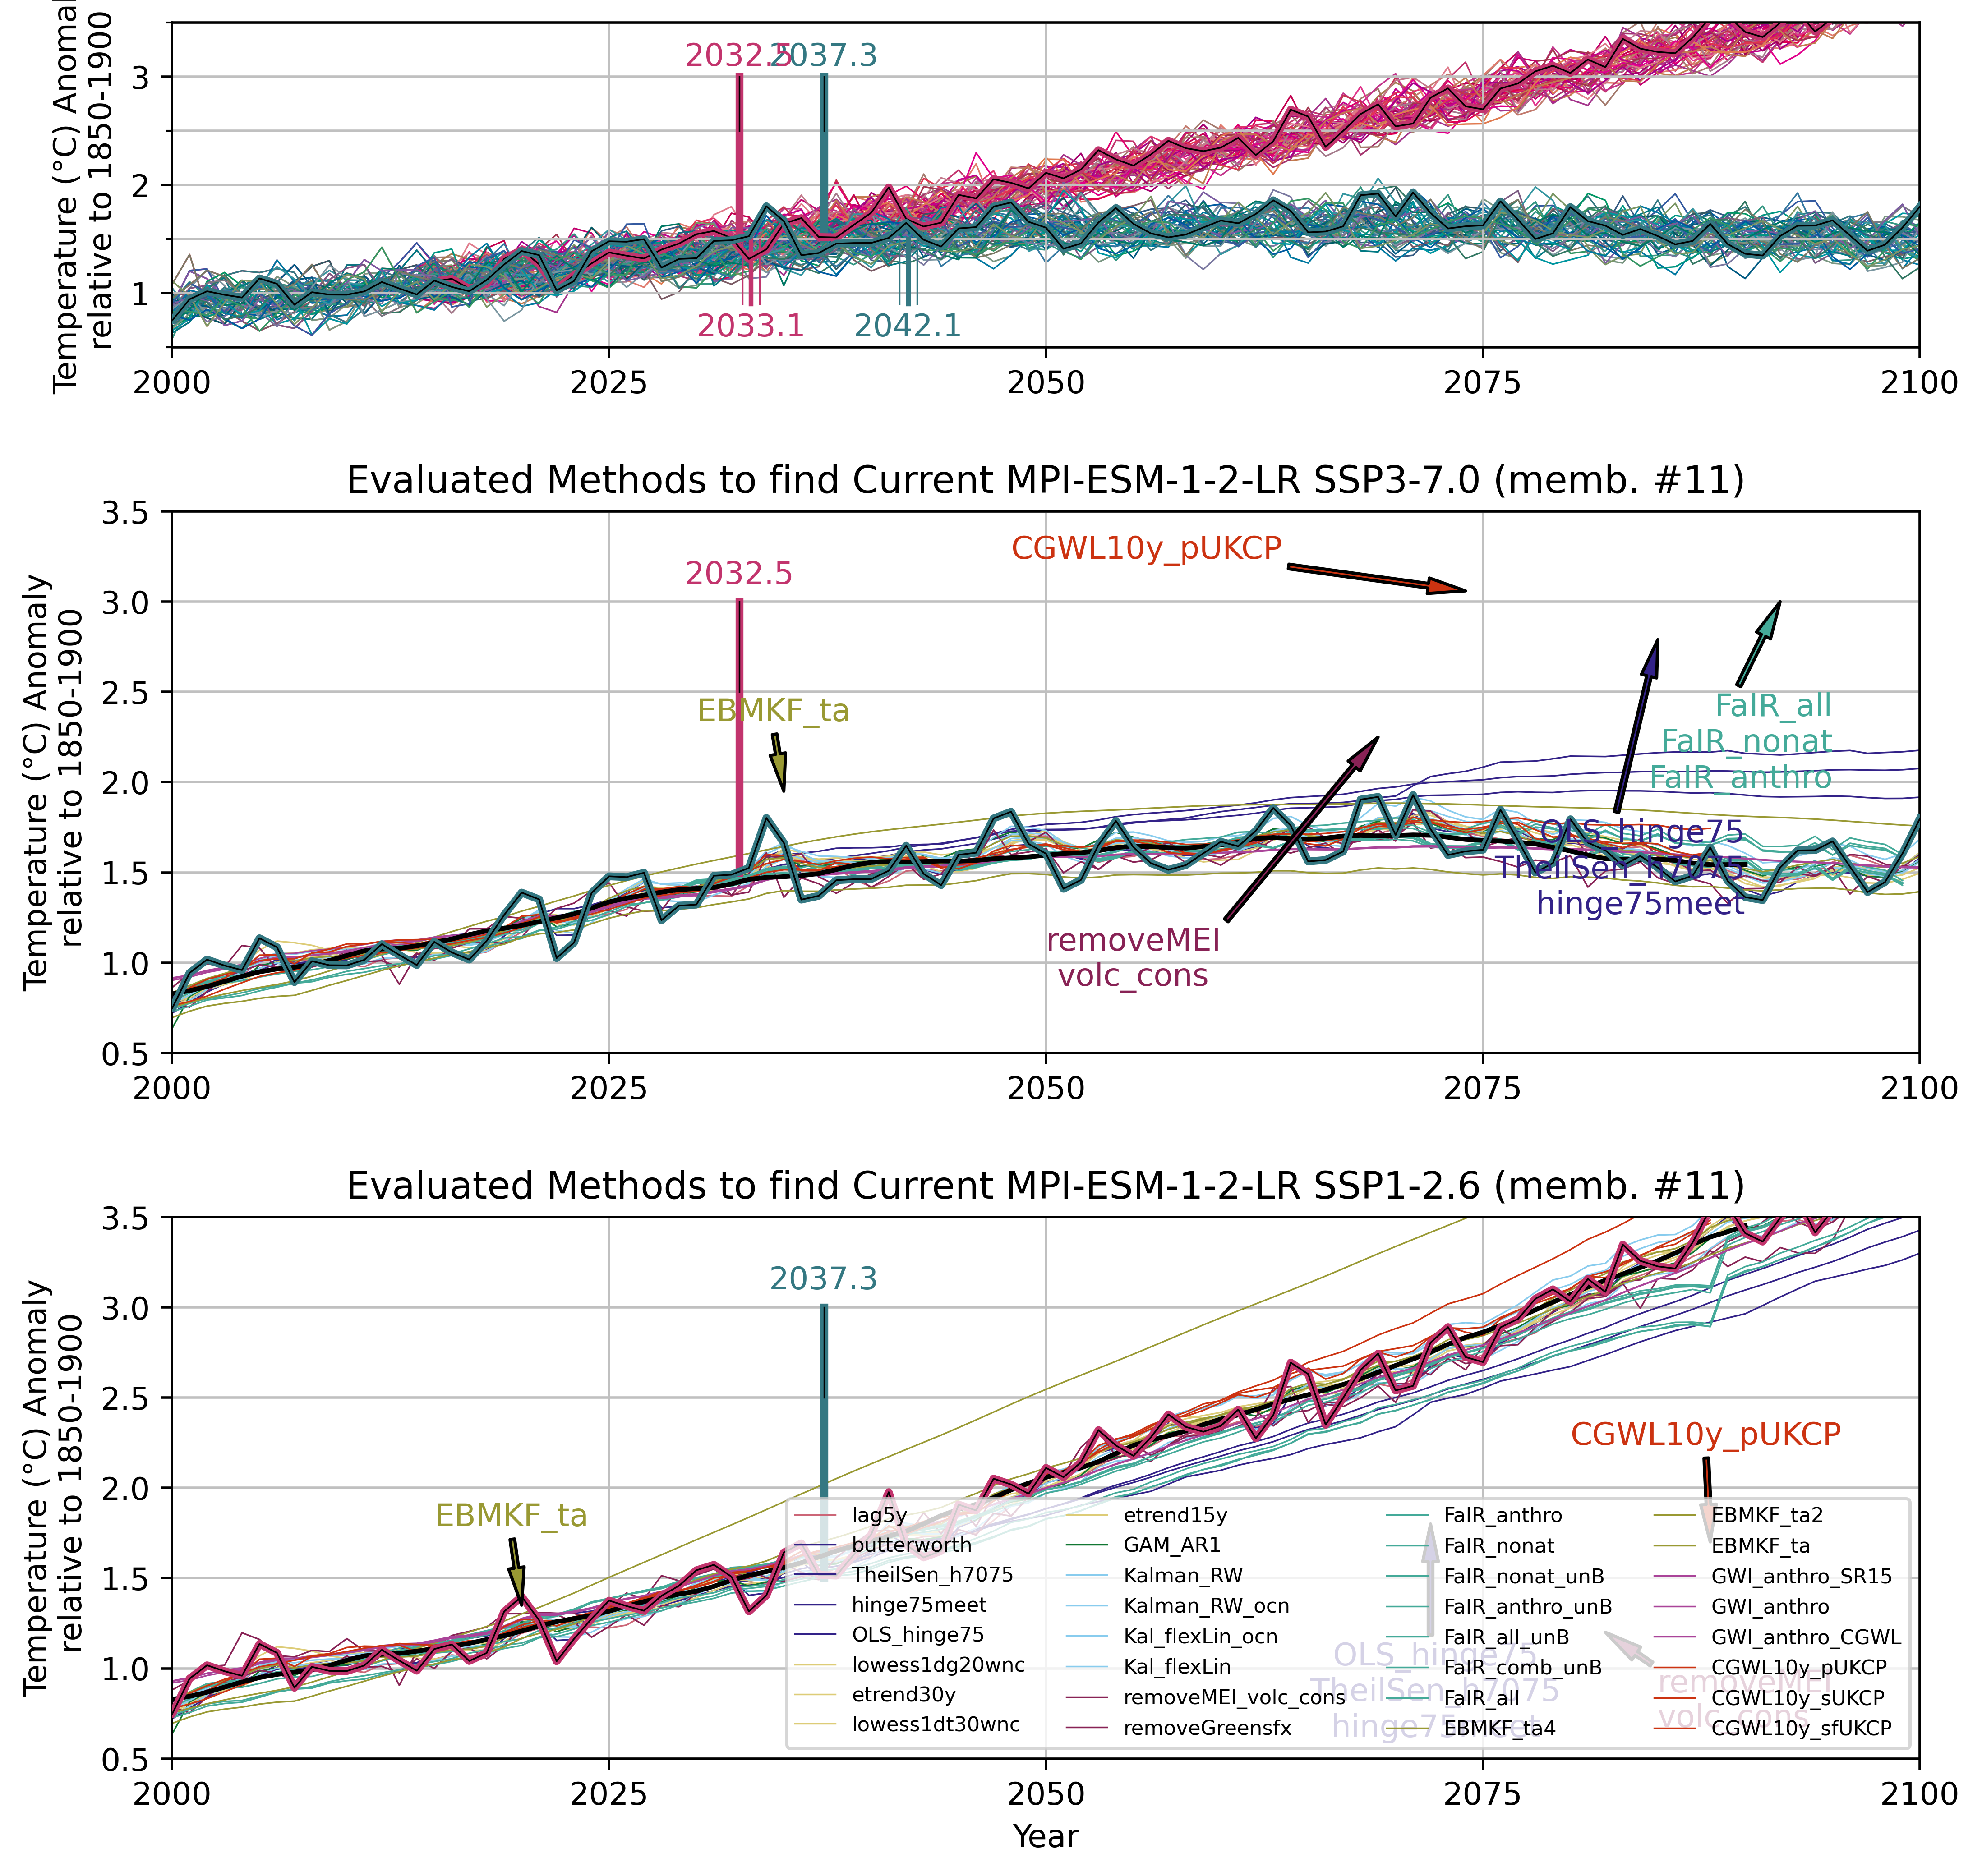 Temperature (°C) Anomaly
relative to 1850-1900
3
2
1
2032.5
2037.3
2033.1
2042.1
2000 2025 2050 2075 2100
Evaluated Methods to find Current MPI-ESM-1-2-LR SSP3-7.0 (memb. #11)
Temperature (°C) Anomaly
relative to 1850-1900
3.5
3.0
2.5
2.0
1.5
1.0
0.5
CGWL10y_pUKCP
2032.5
EBMKF_ta
FaIR_all
FaIR_nonat
FaIR_anthro
OLS_hinge75
TheilSen_h7075
hinge75meet
removeMEI
volc_cons
2000 2025 2050 2075 2100
Evaluated Methods to find Current MPI-ESM-1-2-LR SSP1-2.6 (memb. #11)
Temperature (°C) Anomaly
relative to 1850-1900
3.5
3.0
2.5
2.0
1.5
1.0
0.5
2037.3
CGWL10y_pUKCP
EBMKF_ta
OLS_hinge75
TheilSen_h7075
hinge75meet
removeMEI
volc_cons
lag5y
butterworth
TheilSen_h7075
hinge75meet
OLS_hinge75
lowess1dg20wnc
etrend30y
lowess1dt30wnc
etrend15y
GAM_AR1
Kalman_RW
Kalman_RW_ocn
Kal_flexLin_ocn
Kal_flexLin
removeMEI_volc_cons
removeGreensfx
FaIR_anthro
FaIR_nonat
FaIR_nonat_unB
FaIR_anthro_unB
FaIR_all_unB
FaIR_comb_unB
FaIR_all
EBMKF_ta4
EBMKF_ta2
EBMKF_ta
GWI_anthro_SR15
GWI_anthro
GWI_anthro_CGWL
CGWL10y_pUKCP
CGWL10y_sUKCP
CGWL10y_sfUKCP
2000 2025 2050 2075 2100
Year